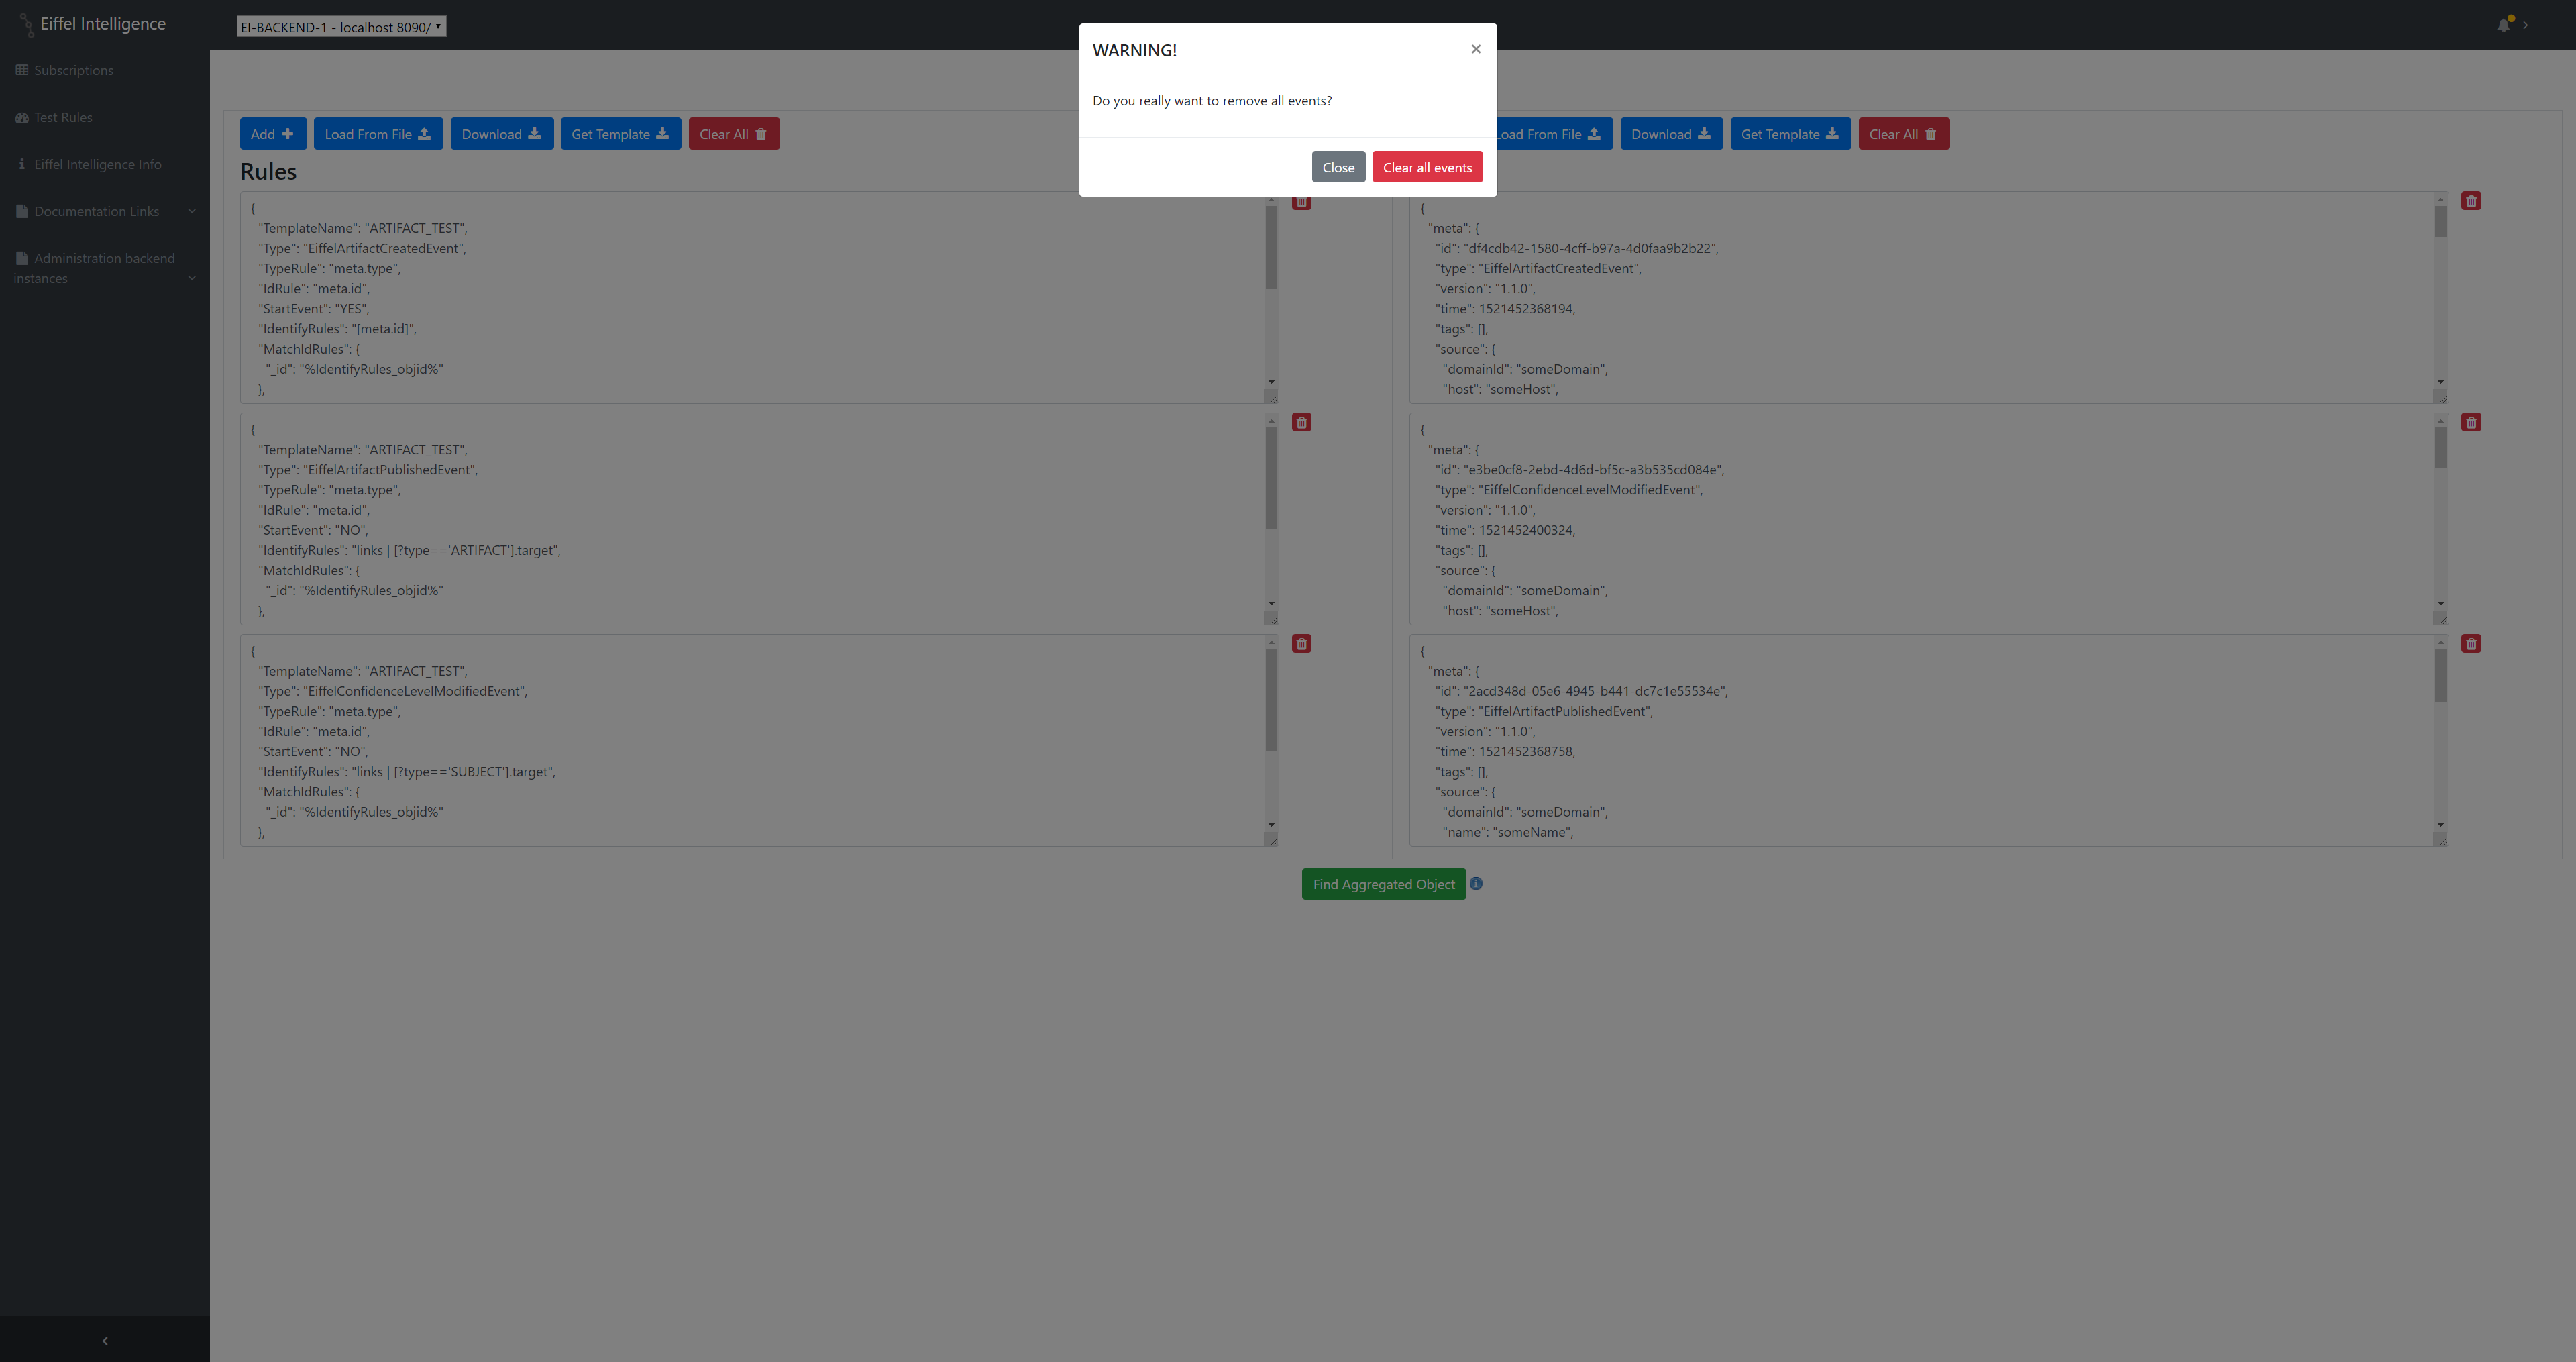 Eiffel Intelligence
EI-BACKEND-1 - localhost 8090/
Subscriptions
Test Rules
Eiffel Intelligence Info
Documentation Links
Administration backend
instances
WARNING!
×
Do you really want to remove all events?
Close
Clear all events
Add
Load From File
Download
Get Template
Clear All
Rules
{
"TemplateName": "ARTIFACT_TEST",
"Type": "EiffelArtifactCreatedEvent",
"TypeRule": "meta.type",
"IdRule": "meta.id",
"StartEvent": "YES",
"IdentifyRules": "[meta.id]",
"MatchIdRules": {
"_id": "%IdentifyRules_objid%"
},
{
"TemplateName": "ARTIFACT_TEST",
"Type": "EiffelArtifactPublishedEvent",
"TypeRule": "meta.type",
"IdRule": "meta.id",
"StartEvent": "NO",
"IdentifyRules": "links | [?type=='ARTIFACT'].target",
"MatchIdRules": {
"_id": "%IdentifyRules_objid%"
},
{
"TemplateName": "ARTIFACT_TEST",
"Type": "EiffelConfidenceLevelModifiedEvent",
"TypeRule": "meta.type",
"IdRule": "meta.id",
"StartEvent": "NO",
"IdentifyRules": "links | [?type=='SUBJECT'].target",
"MatchIdRules": {
"_id": "%IdentifyRules_objid%"
},
Load From File
Download
Get Template
Clear All
{
"meta": {
"id": "df4cdb42-1580-4cff-b97a-4d0faa9b2b22",
"type": "EiffelArtifactCreatedEvent",
"version": "1.1.0",
"time": 1521452368194,
"tags": [],
"source": {
"domainId": "someDomain",
"host": "someHost",
{
"meta": {
"id": "e3be0cf8-2ebd-4d6d-bf5c-a3b535cd084e",
"type": "EiffelConfidenceLevelModifiedEvent",
"version": "1.1.0",
"time": 1521452400324,
"tags": [],
"source": {
"domainId": "someDomain",
"host": "someHost",
{
"meta": {
"id": "2acd348d-05e6-4945-b441-dc7c1e55534e",
"type": "EiffelArtifactPublishedEvent",
"version": "1.1.0",
"time": 1521452368758,
"tags": [],
"source": {
"domainId": "someDomain",
"name": "someName",
Find Aggregated Object